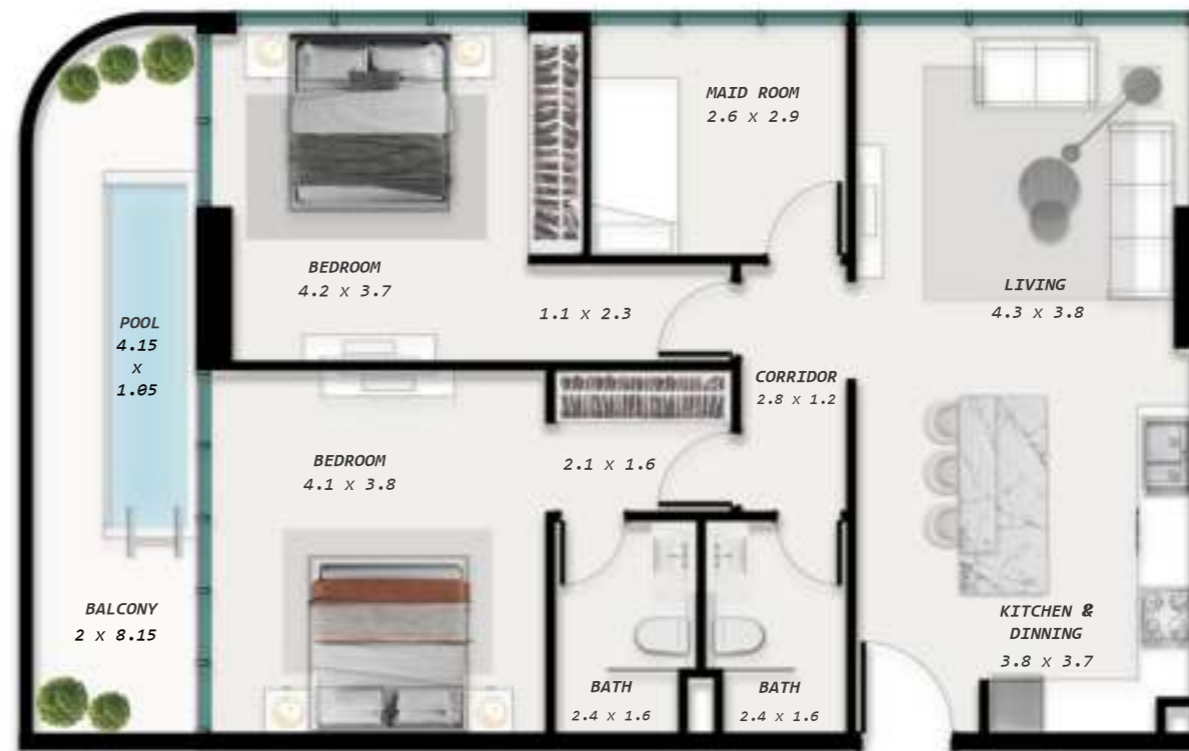 MAID ROOM
2.6 x 2.9
BEDROOM
4.2 x 3.7
1.1 x 2.3
LIVING
4.3 x 3.8
POOL
4.15
x
1.05
CORRIDOR
2.8 x 1.2
BEDROOM
4.1 x 3.8
2.1 x 1.6
BALCONY
2 x 8.15
KITCHEN &
DINNING
3.8 x 3.7
BATH
2.4 x 1.6
BATH
2.4 x 1.6